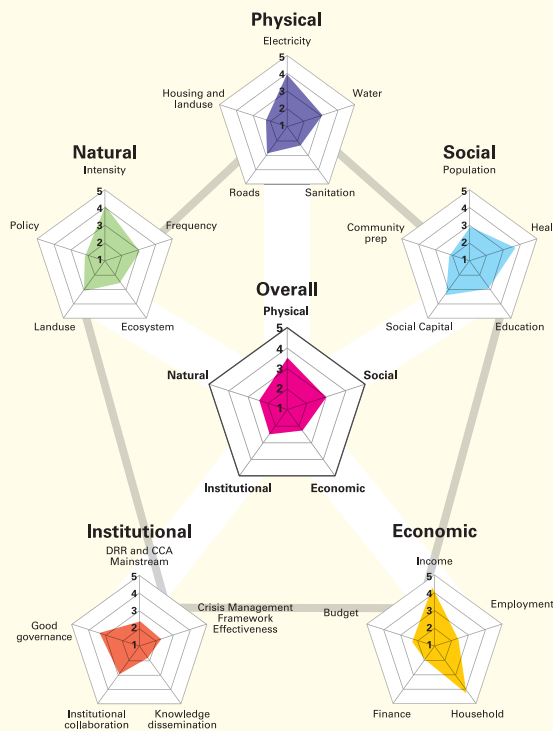 Physical
Electricity
5
4
3
2
1
Housing and
landuse
Water
Roads
Sanitation
Natural
Intensity
5
4
3
2
1
Policy
Frequency
Landuse
Ecosystem
Social
Population
5
4
3
2
1
Community
prep
Heal
Social Capital
Education
Overall
Physical
5
4
3
2
1
Natural
Social
Institutional
Economic
Institutional
DRR and CCA
Mainstream
5
4
3
2
1
Good
governance
Crisis Management
Framework
Effectiveness
Institutional
collaboration
Knowledge
dissemination
Economic
Income
5
4
3
2
1
Budget
Employment
Finance
Household